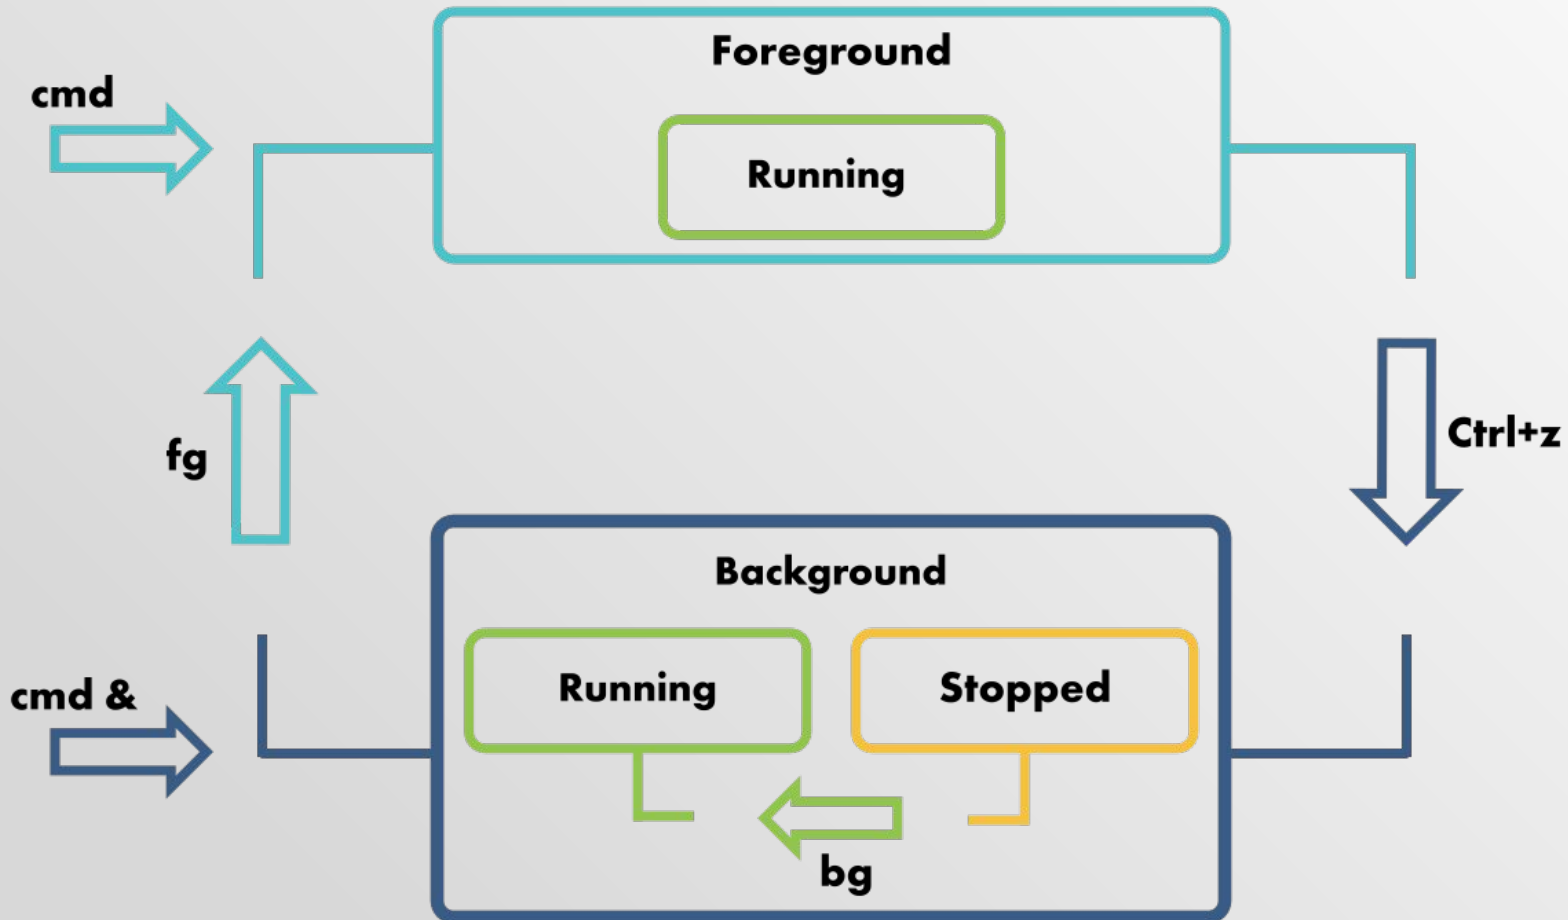 cmd
Foreground
Running
fg
Ctrl+z
Background
cmd &
Running
Stopped
bg